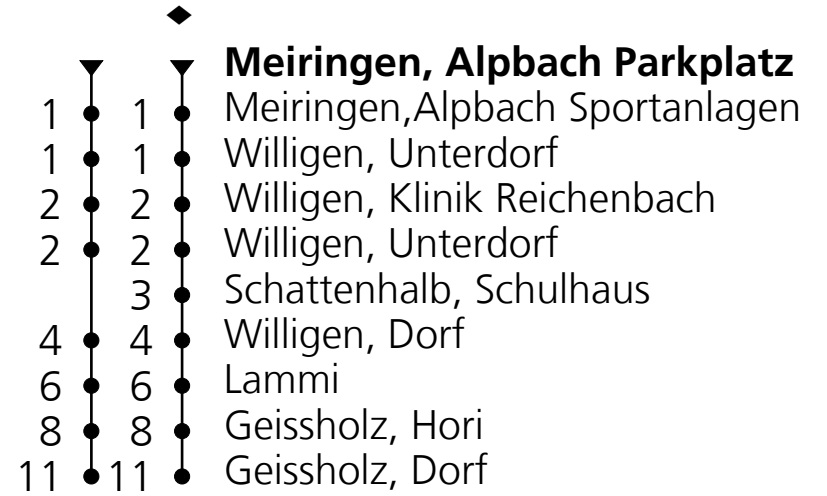 Meiringen, Alpbach Parkplatz
1 1 Meiringen,Alpbach Sportanlagen
1 1 Willigen, Unterdorf
2 2 Willigen, Klinik Reichenbach
2 2 Willigen, Unterdorf
3 Schattenhalb, Schulhaus
4 4 Willigen, Dorf
6 6 Lammi
8 8 Geissholz, Hori
11 11 Geissholz, Dorf